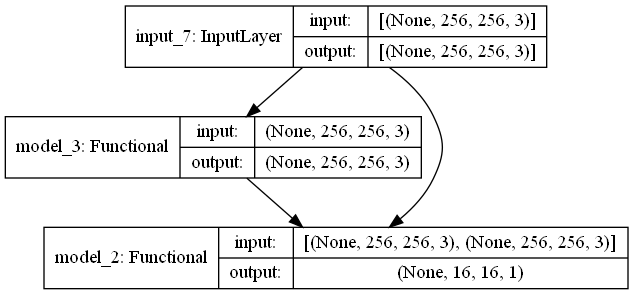 input_7: InputLayer
input: [(None, 256, 256, 3)]
output: [(None, 256, 256, 3)]
model_3: Functional
input: (None, 256, 256, 3)
output: (None, 256, 256, 3)
model_2: Functional
input: [(None, 256, 256, 3), (None, 256, 256, 3)]
output: (None, 16, 16, 1)